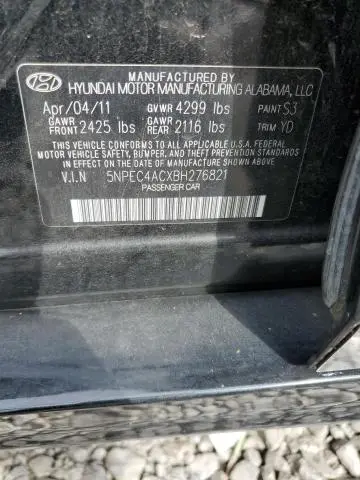 MANUFACTURED BY
HYUNDAI MOTOR MANUFACTURING ALABAMA, LLC
Apr/04/11 GVWR 4299 lbs PAINT S3
GAWR FRONT 2425 lbs GAWR REAR 2116 lbs TRIM YD
THIS VEHICLE CONFORMS TO ALL APPLICABLE U.S.A. FEDERAL
MOTOR VEHICLE SAFETY, BUMPER, AND THEFT PREVENTION STANDARDS
IN EFFECT ON THE DATE OF MANUFACTURE SHOWN ABOVE.
V.I.N 5NPEC4ACXBH276821
PASSENGER CAR